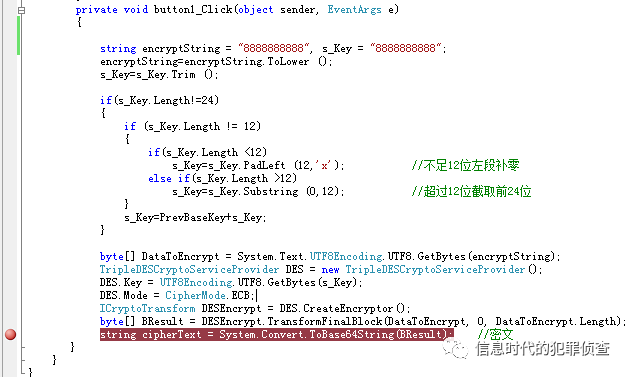 private void button1_Click(object sender, EventArgs e)
{
string encryptString = "8888888888", s_Key = "8888888888";
encryptString=encryptString.ToLower ();
s_Key=s_Key.Trim ();
if(s_Key.Length!=24)
{
if (s_Key.Length != 12)
{
if(s_Key.Length <12)
s_Key=s_Key.PadLeft (12,'x'); //不足12位左段补零
else if(s_Key.Length >12)
s_Key=s_Key.Substring (0,12); //超过12位截取前24位
}
s_Key=PrevBaseKey+s_Key;
}
byte[] DataToEncrypt = System.Text.UTF8Encoding.UTF8.GetBytes(encryptString);
TripleDESCryptoServiceProvider DES = new TripleDESCryptoServiceProvider();
DES.Key = UTF8Encoding.UTF8.GetBytes(s_Key);
DES.Mode = CipherMode.ECB;
ICryptoTransform DESEncrypt = DES.CreateEncryptor();
byte[] BResult = DESEncrypt.TransformFinalBlock(DataToEncrypt, 0, DataToEncrypt.Length);
string cipherText = System.Convert.ToBase64String(BResult) //密文
信息时代的犯罪侦查
}
}
}